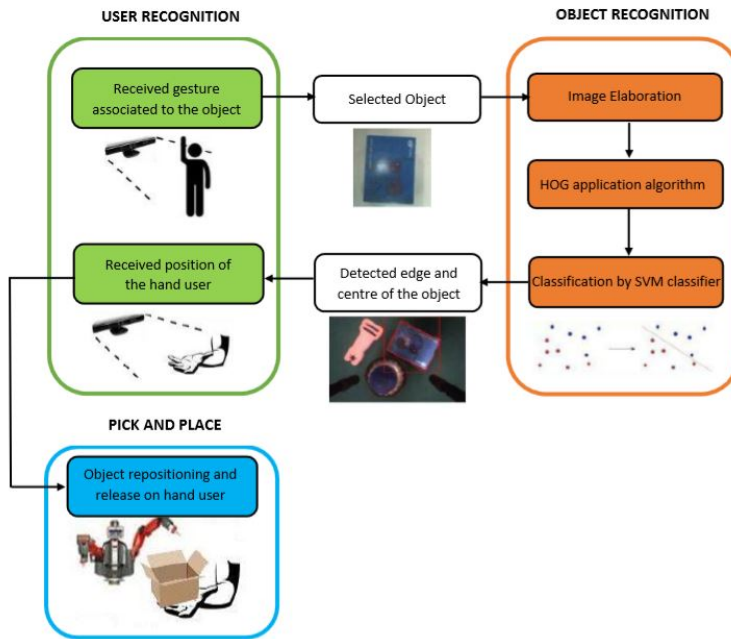 USER RECOGNITION
OBJECT RECOGNITION
Received gesture
associated to the object
Selected Object
Image Elaboration
HOG application algorithm
Received position of
the hand user
Detected edge and
centre of the object
Classification by SVM classifier
PICK AND PLACE
Object repositioning and
release on hand user